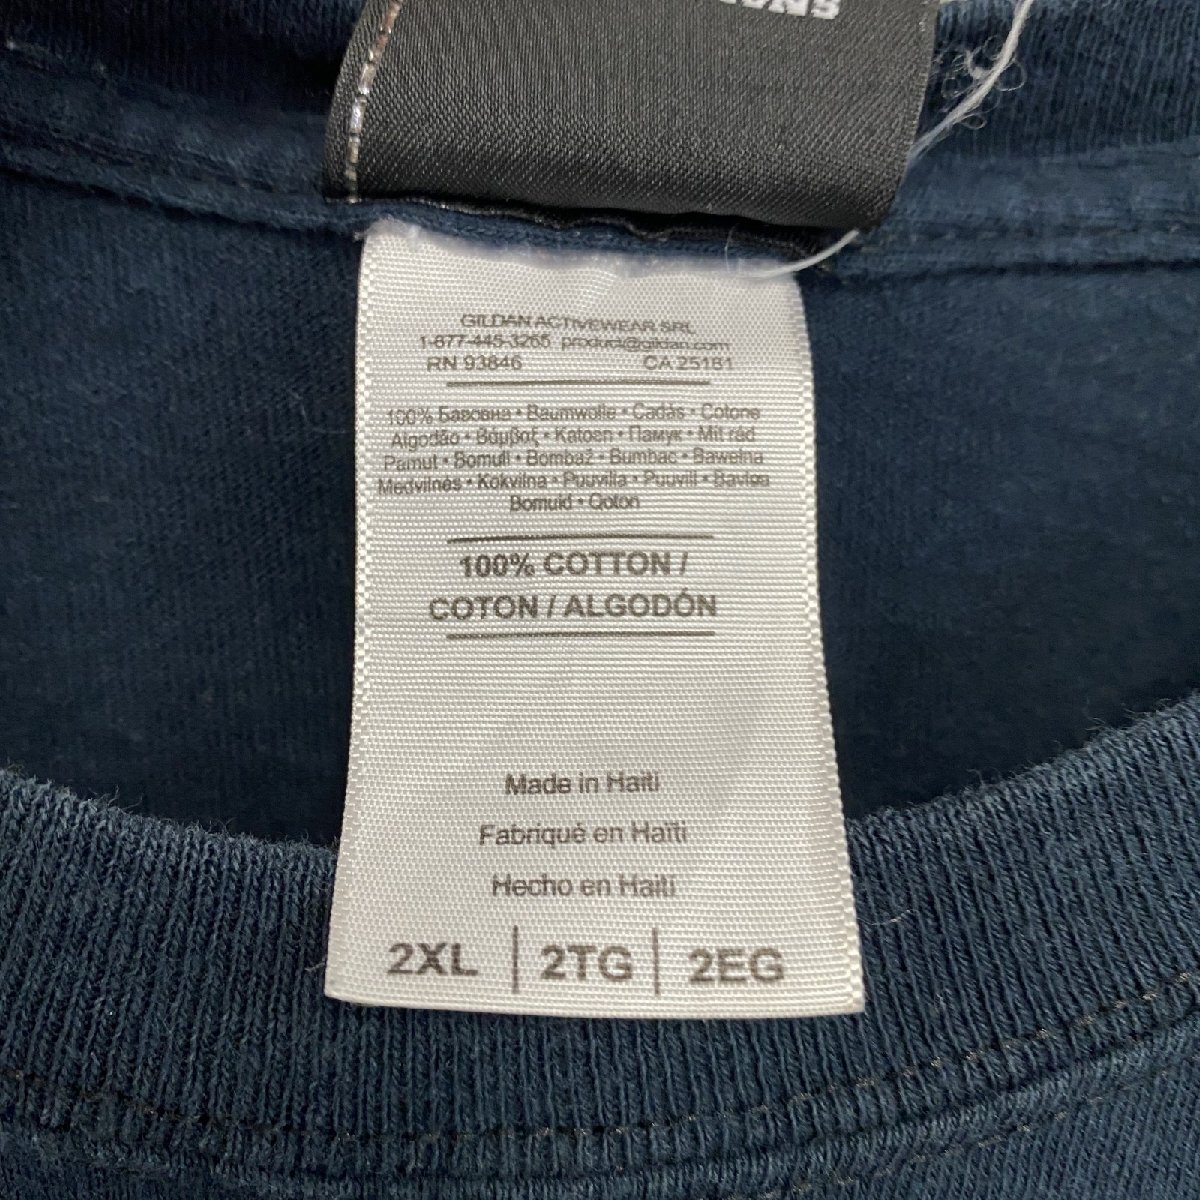 GILDAN ACTIVEWEAR SRL
1-877-445-3265 product@gildan.com
RN 93846 CA 25181
100% Бавовна • Baumwolle • Cadás • Cotone
Algodão • Βάμβοξ • Katoen • Памук • Mit rád
Pamut • Bomull • Bombaž • Bumbac • Bawełna
Medvilnės • Kokvilna • Puuvilla • Puuvill • Bavlna
Bomuld • Qoton
100% COTTON /
COTON / ALGODÓN
Made in Haiti
Fabriqué en Haïti
Hecho en Haití
2XL | 2TG | 2EG